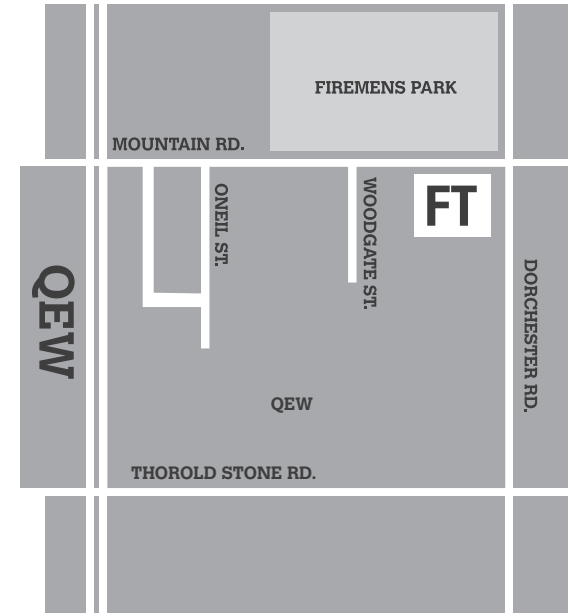 FIREMENS PARK
MOUNTAIN RD.
ONEIL ST.
WOODGATE ST.
FT
QEW
DORCHESTER RD.
QEW
THOROLD STONE RD.